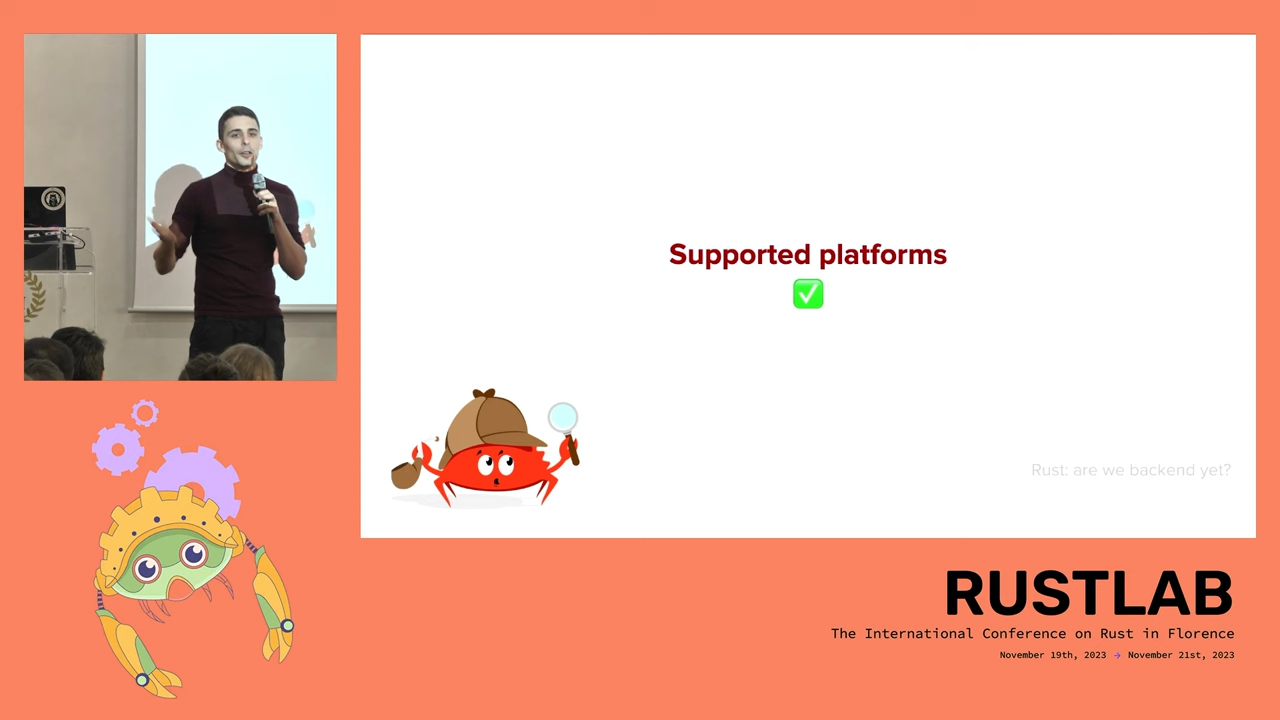 Supported platforms
Rust: are we backend yet?
RUSTLAB
The International Conference on Rust in Florence
November 19th, 2023 → November 21st, 2023